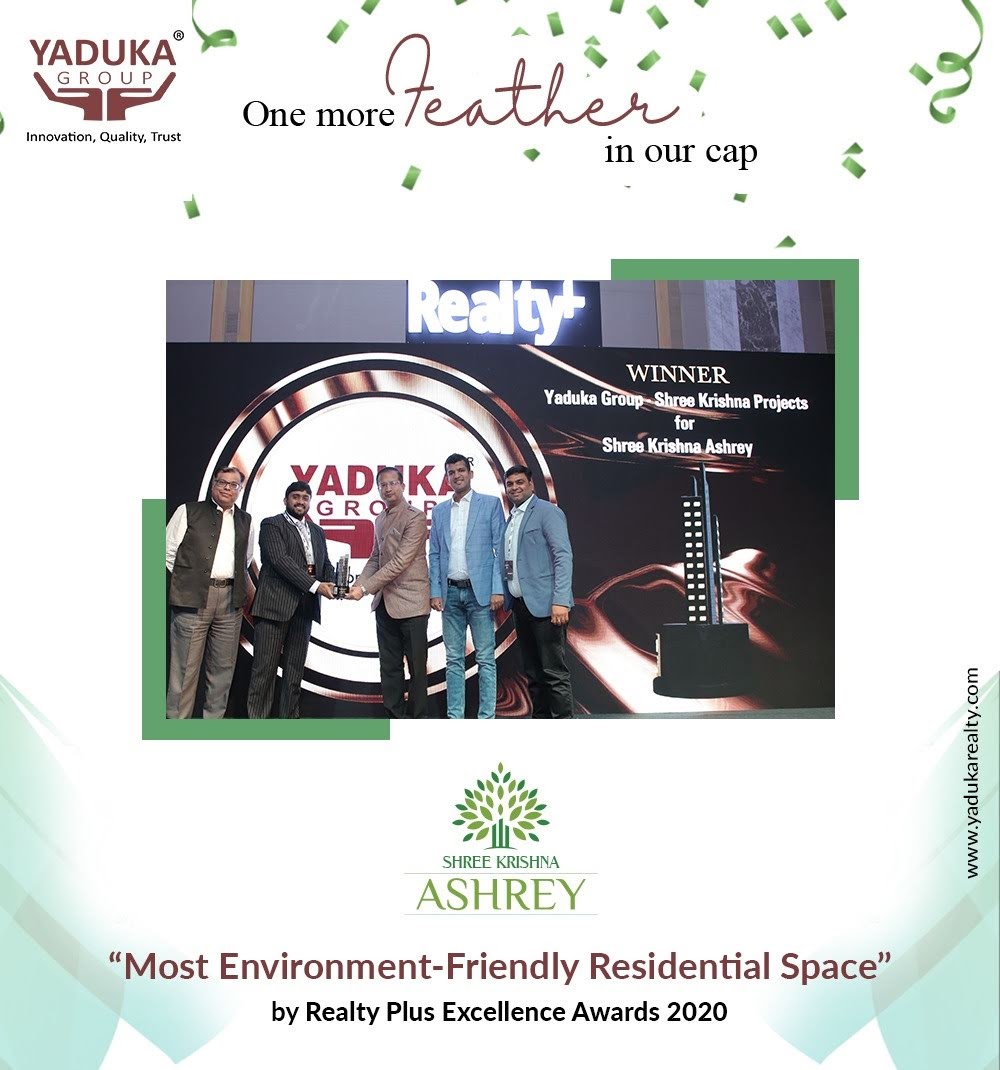 YADUKA®
GROUP
Innovation, Quality, Trust
One more Feather
in our cap
Realty+
WINNER
Yaduka Group - Shree Krishna Projects
for
Shree Krishna Ashrey
YADUKA
GROUP
www.yadukarealty.com
SHREE KRISHNA
ASHREY
“Most Environment-Friendly Residential Space”
by Realty Plus Excellence Awards 2020